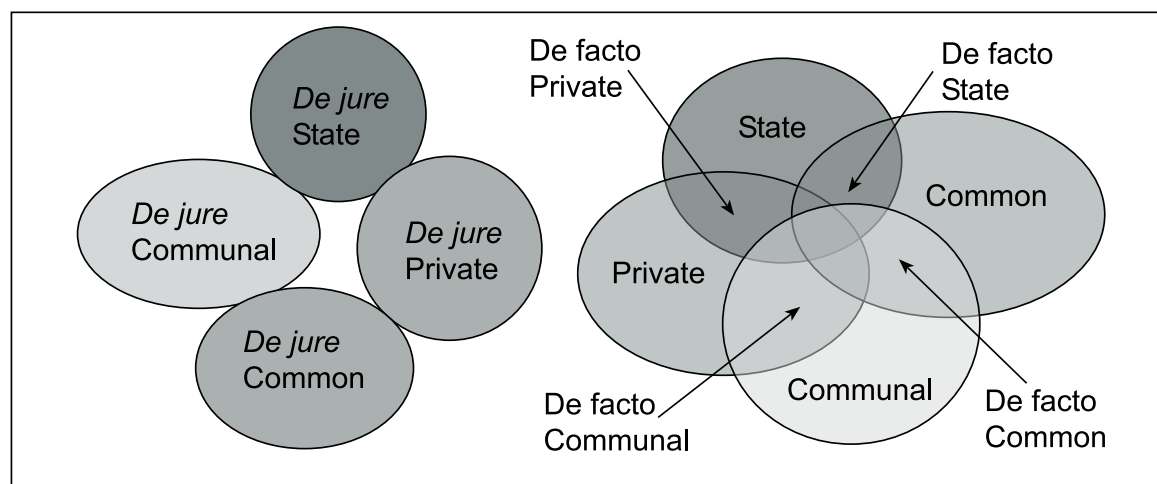 De jure
State
De jure
Communal
De jure
Private
De jure
Common
De facto
Private
De facto
State
State
Common
Private
Communal
De facto
Communal
De facto
Common